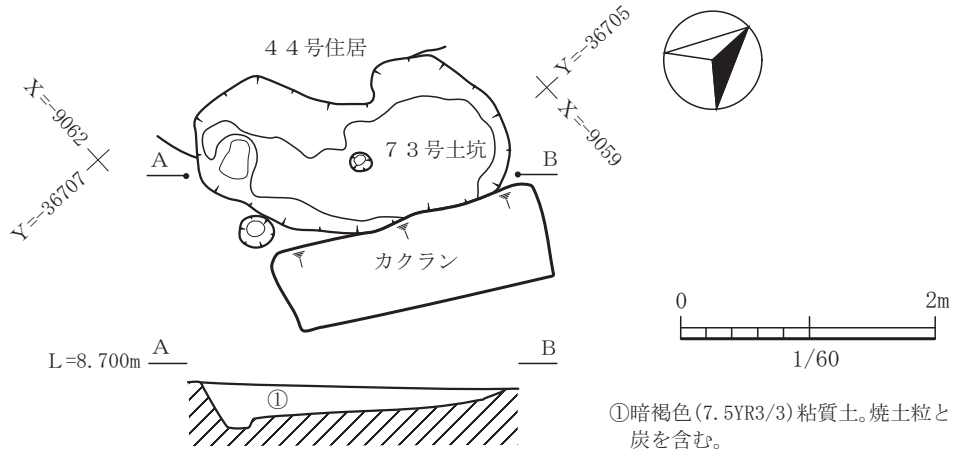 44号住居
Y=-36705
X=-9062
X=-9059
Y=-36707
A
73号土坑
B
カクラン
0
2m
1/60
L=8.700m
A
B
①
①暗褐色(7.5YR3/3)粘質土。焼土粒と
炭を含む。